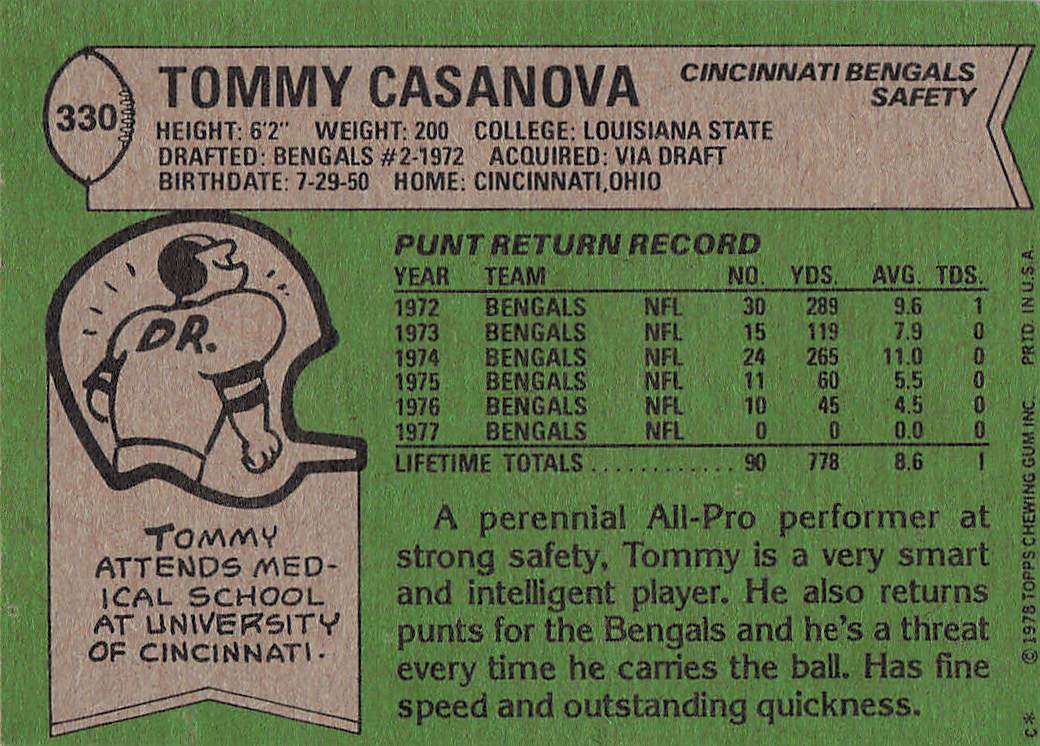 330
TOMMY CASANOVA
CINCINNATI BENGALS
SAFETY
HEIGHT: 6'2" WEIGHT: 200 COLLEGE: LOUISIANA STATE
DRAFTED: BENGALS #2-1972 ACQUIRED: VIA DRAFT
BIRTHDATE: 7-29-50 HOME: CINCINNATI,OHIO
DR.
TOMMY
ATTENDS MED-
ICAL SCHOOL
AT UNIVERSITY
OF CINCINNATI.
PUNT RETURN RECORD
YEAR TEAM NO. YDS. AVG. TDS.
1972 BENGALS NFL 30 289 9.6 1
1973 BENGALS NFL 15 119 7.9 0
1974 BENGALS NFL 24 265 11.0 0
1975 BENGALS NFL 11 60 5.5 0
1976 BENGALS NFL 10 45 4.5 0
1977 BENGALS NFL 0 0 0.0 0
LIFETIME TOTALS............. 90 778 8.6 1
A perennial All-Pro performer at
strong safety, Tommy is a very smart
and intelligent player. He also returns
punts for the Bengals and he's a threat
every time he carries the ball. Has fine
speed and outstanding quickness.
C* ©1978 TOPPS CHEWING GUM INC. PRTD. IN U.S.A.